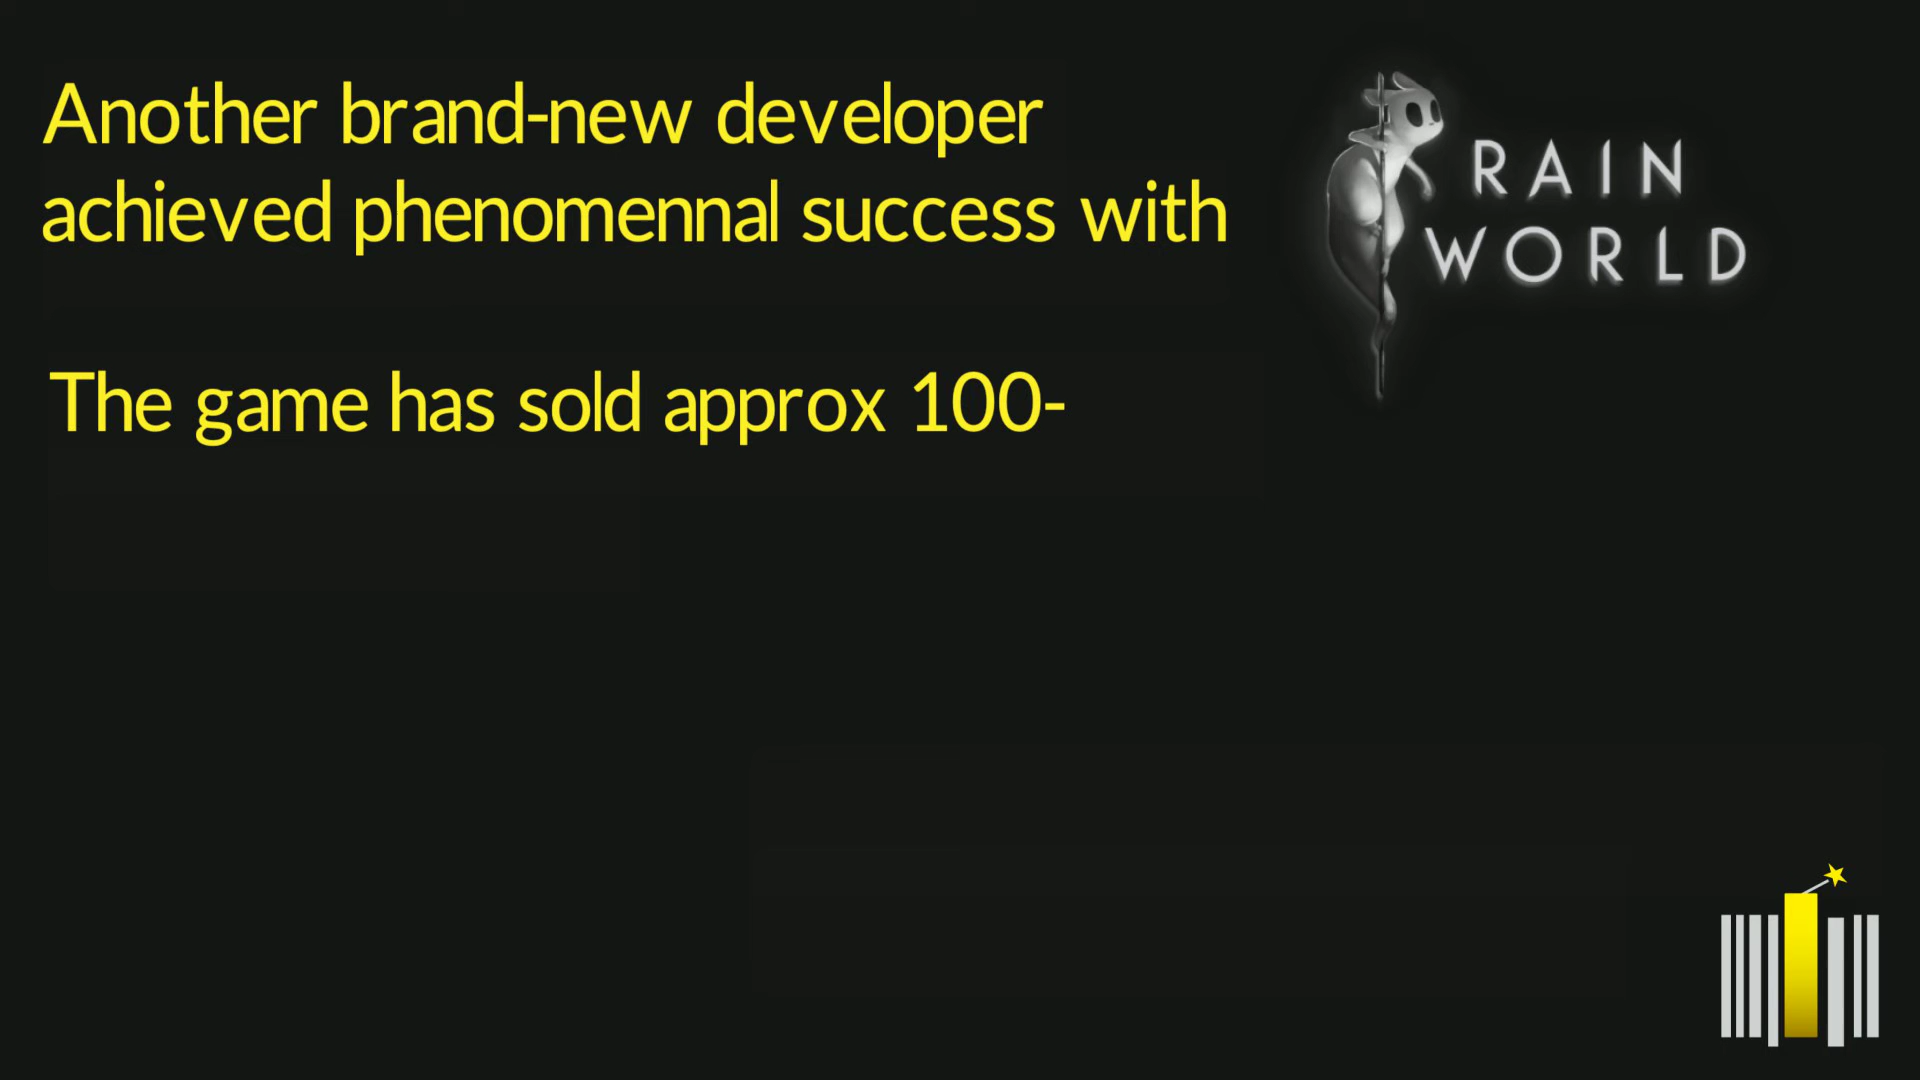 Another brand-new developer
achieved phenomennal success with
RAIN
WORLD
The game has sold approx 100-